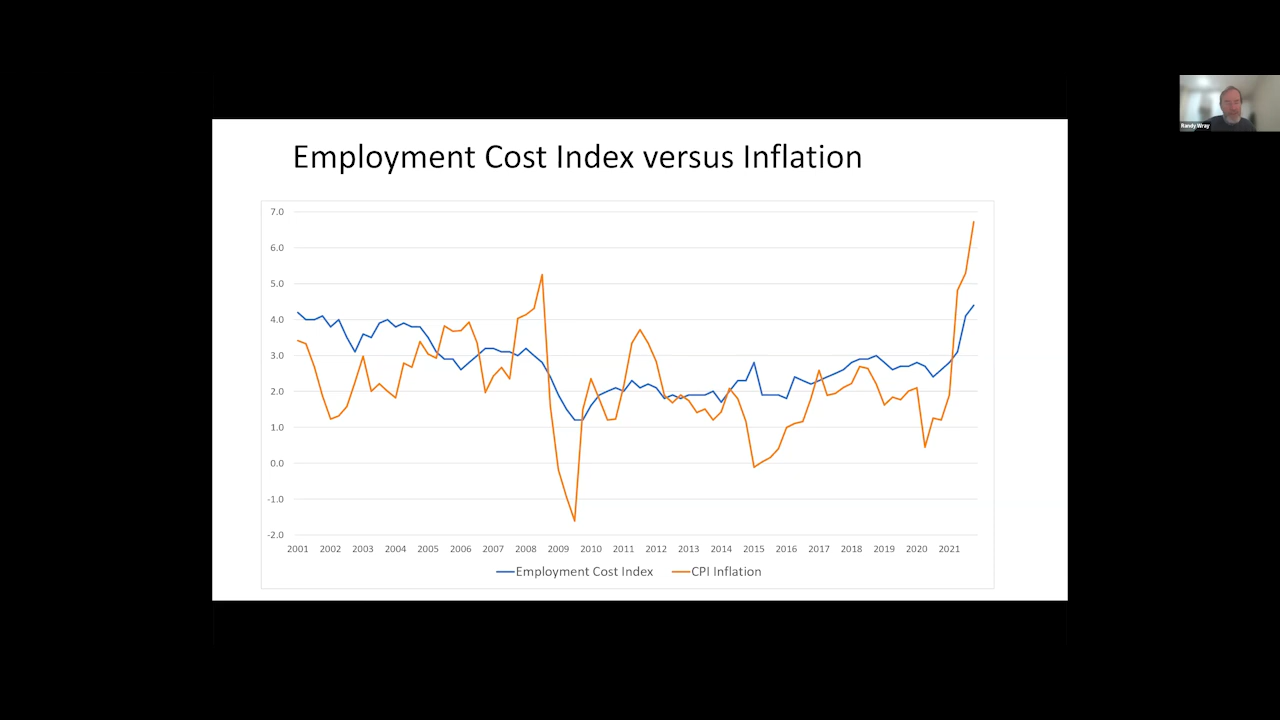 Randy Wray
Employment Cost Index versus Inflation
7.0
6.0
5.0
4.0
3.0
2.0
1.0
0.0
-1.0
-2.0
2001 2002 2003 2004 2005 2006 2007 2008 2009 2010 2011 2012 2013 2014 2015 2016 2017 2018 2019 2020 2021
Employment Cost Index CPI Inflation